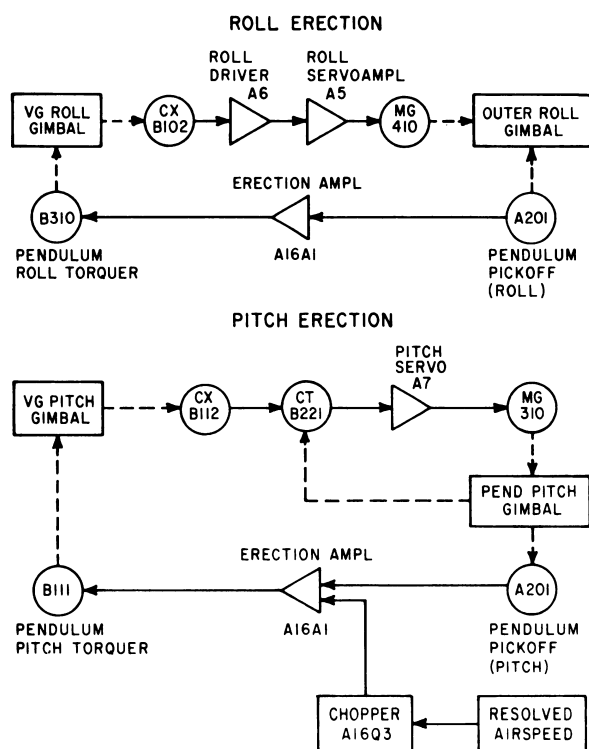 ROLL ERECTION
ROLL
DRIVER
A6
ROLL
SERVOAMPL
A5
VG ROLL
GIMBAL
CX
B102
MG
410
OUTER ROLL
GIMBAL
ERECTION AMPL
B310
A201
A16A1
PENDULUM
ROLL TORQUER
PENDULUM
PICKOFF
(ROLL)
PITCH ERECTION
PITCH
SERVO
A7
VG PITCH
GIMBAL
CX
B112
CT
B221
MG
310
PEND PITCH
GIMBAL
ERECTION AMPL
B111
A201
A16A1
PENDULUM
PITCH TORQUER
PENDULUM
PICKOFF
(PITCH)
CHOPPER
A16Q3
RESOLVED
AIRSPEED